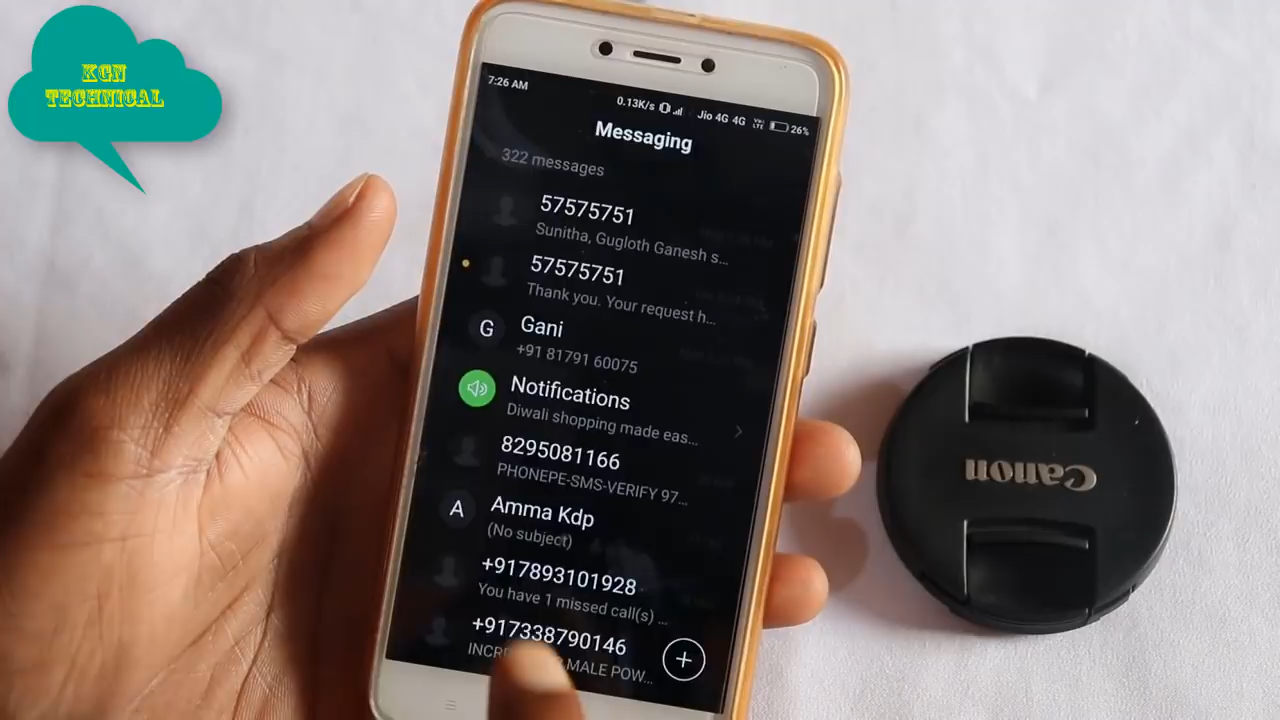 KGN
TECHNICAL
7:26 AM
0.13K/s
Jio 4G 4G
26%
Messaging
322 messages
57575751
Sunitha, Gugloth Ganesh s...
57575751
Thank you. Your request h...
G
Gani
+91 81791 60075
Notifications
Diwali shopping made eas...
8295081166
PHONEPE-SMS-VERIFY 97...
A
Amma Kdp
(No subject)
+917893101928
You have 1 missed call(s) ...
+917338790146
MALE POW...
Canon